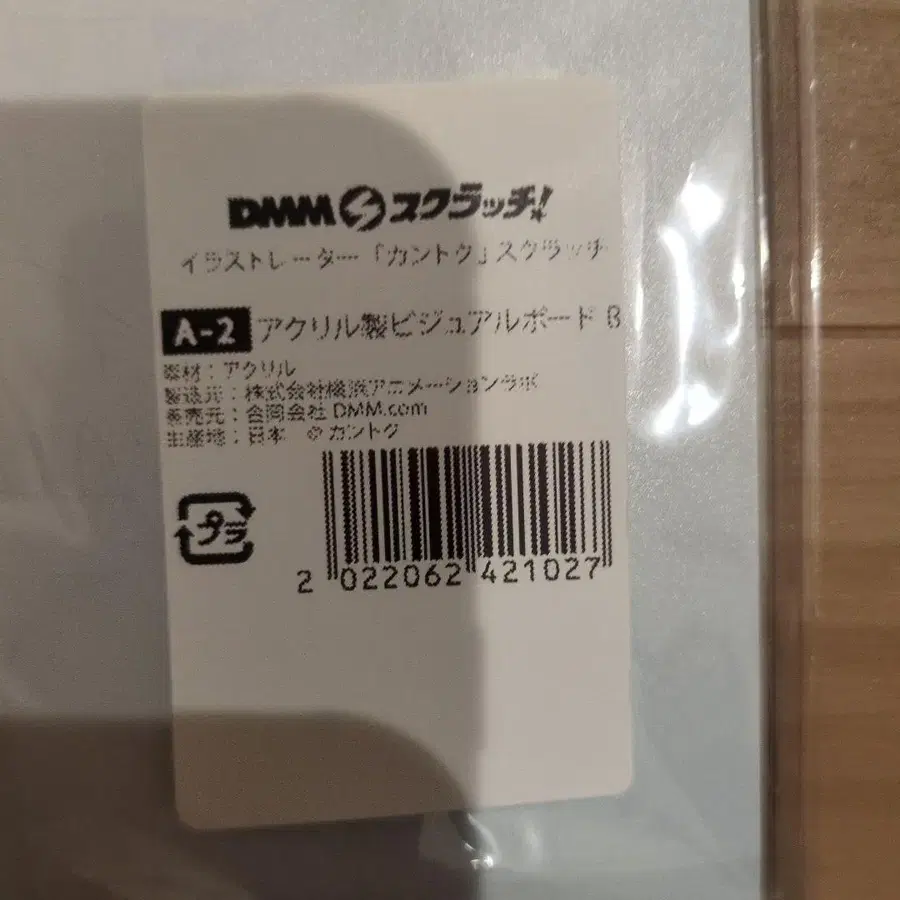 DMM スクラッチ!
イラストレーター「カントク」スクラッチ
A-2 アクリル製ビジュアルボード B
素材:アクリル
製造元:株式会社横浜アニメーションラボ
販売元:合同会社 DMM.com
生産地:日本 ©カントク
プラ
2 022062 421027